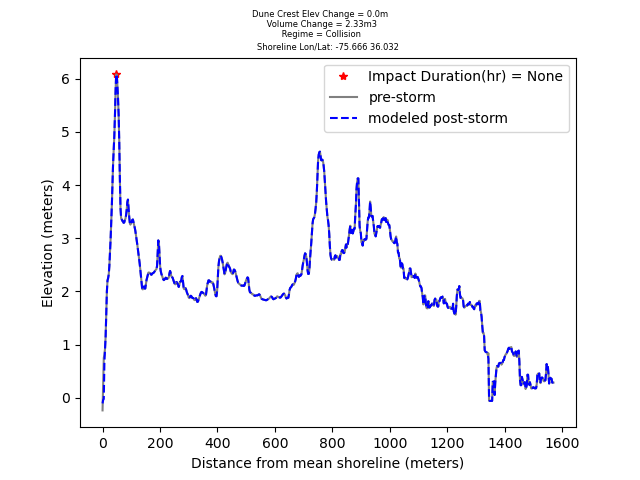 Dune Crest Elev Change = 0.0m
Volume Change = 2.33m3
Regime = Collision
Shoreline Lon/Lat: -75.666 36.032
Impact Duration(hr) = None
pre-storm
modeled post-storm
Elevation (meters)
6
5
4
3
2
1
0
0 200 400 600 800 1000 1200 1400 1600
Distance from mean shoreline (meters)